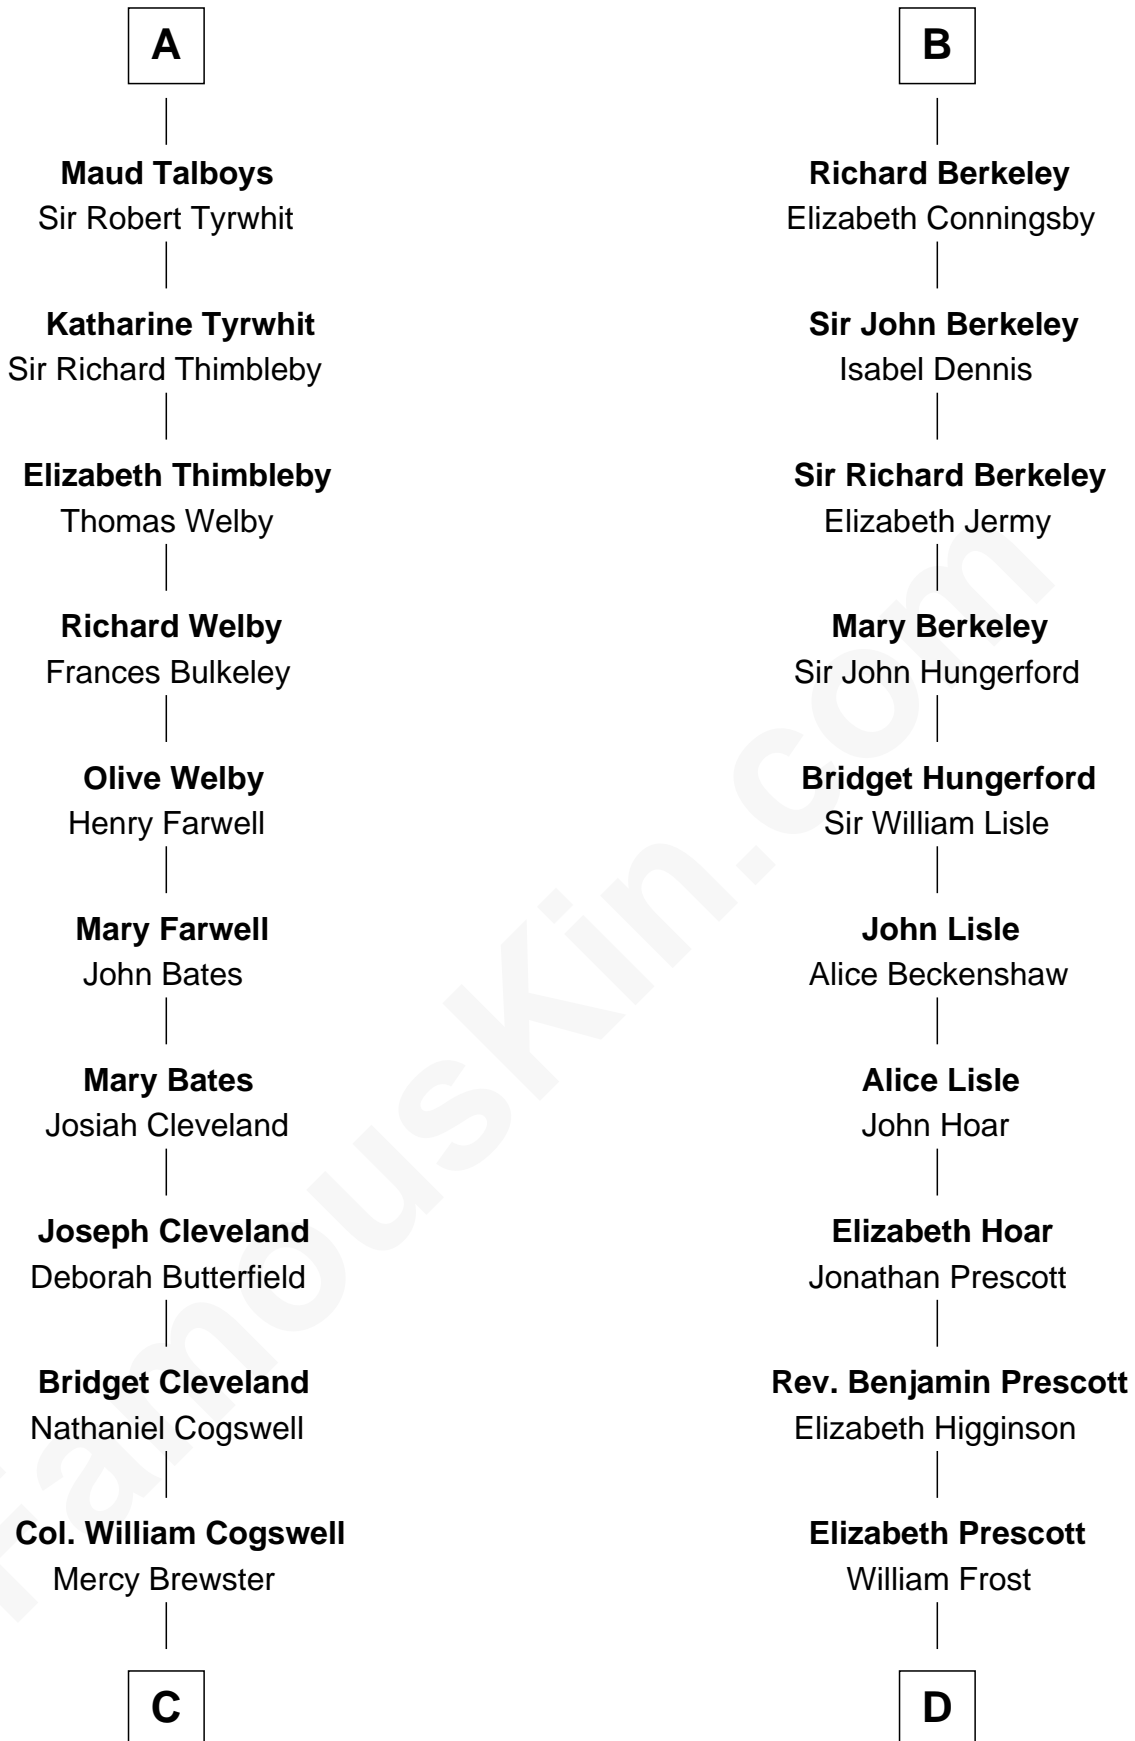 A
Maud Talboys
Sir Robert Tyrwhit
Katharine Tyrwhit
Sir Richard Thimbleby
Elizabeth Thimbleby
Thomas Welby
Richard Welby
Frances Bulkeley
Olive Welby
Henry Farwell
Mary Farwell
John Bates
Mary Bates
Josiah Cleveland
Joseph Cleveland
Deborah Butterfield
Bridget Cleveland
Nathaniel Cogswell
Col. William Cogswell
Mercy Brewster
C
B
Richard Berkeley
Elizabeth Conningsby
Sir John Berkeley
Isabel Dennis
Sir Richard Berkeley
Elizabeth Jermy
Mary Berkeley
Sir John Hungerford
Bridget Hungerford
Sir William Lisle
John Lisle
Alice Beckenshaw
Alice Lisle
John Hoar
Elizabeth Hoar
Jonathan Prescott
Rev. Benjamin Prescott
Elizabeth Higginson
Elizabeth Prescott
William Frost
D
FamousKin.com